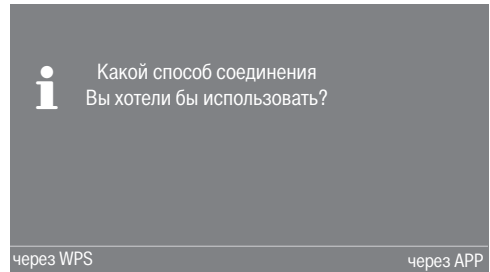 Какой способ соединения
Вы хотели бы использовать?
через WPS
через APP